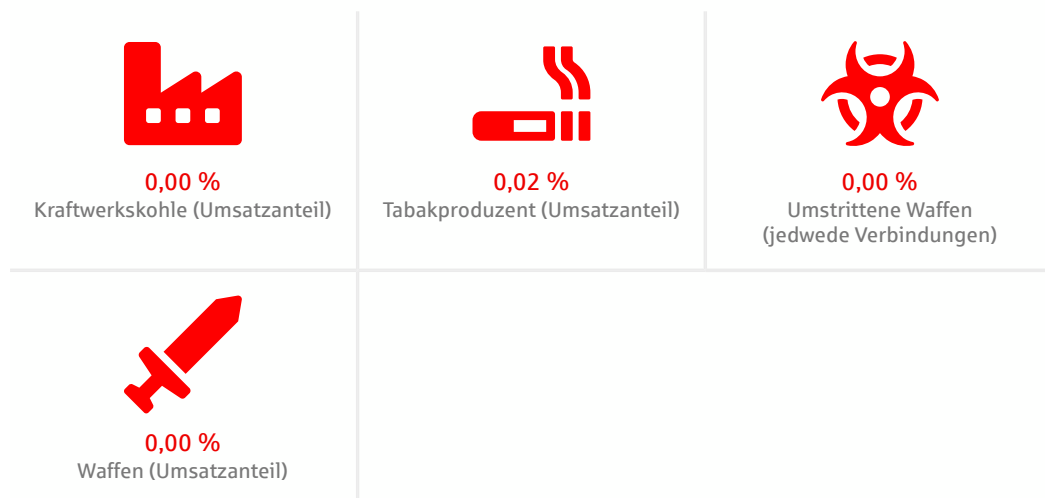 0,00 %
Kraftwerkskohle (Umsatzanteil)
0,02 %
Tabakproduzent (Umsatzanteil)
0,00 %
Umstrittene Waffen
(jedwede Verbindungen)
0,00 %
Waffen (Umsatzanteil)